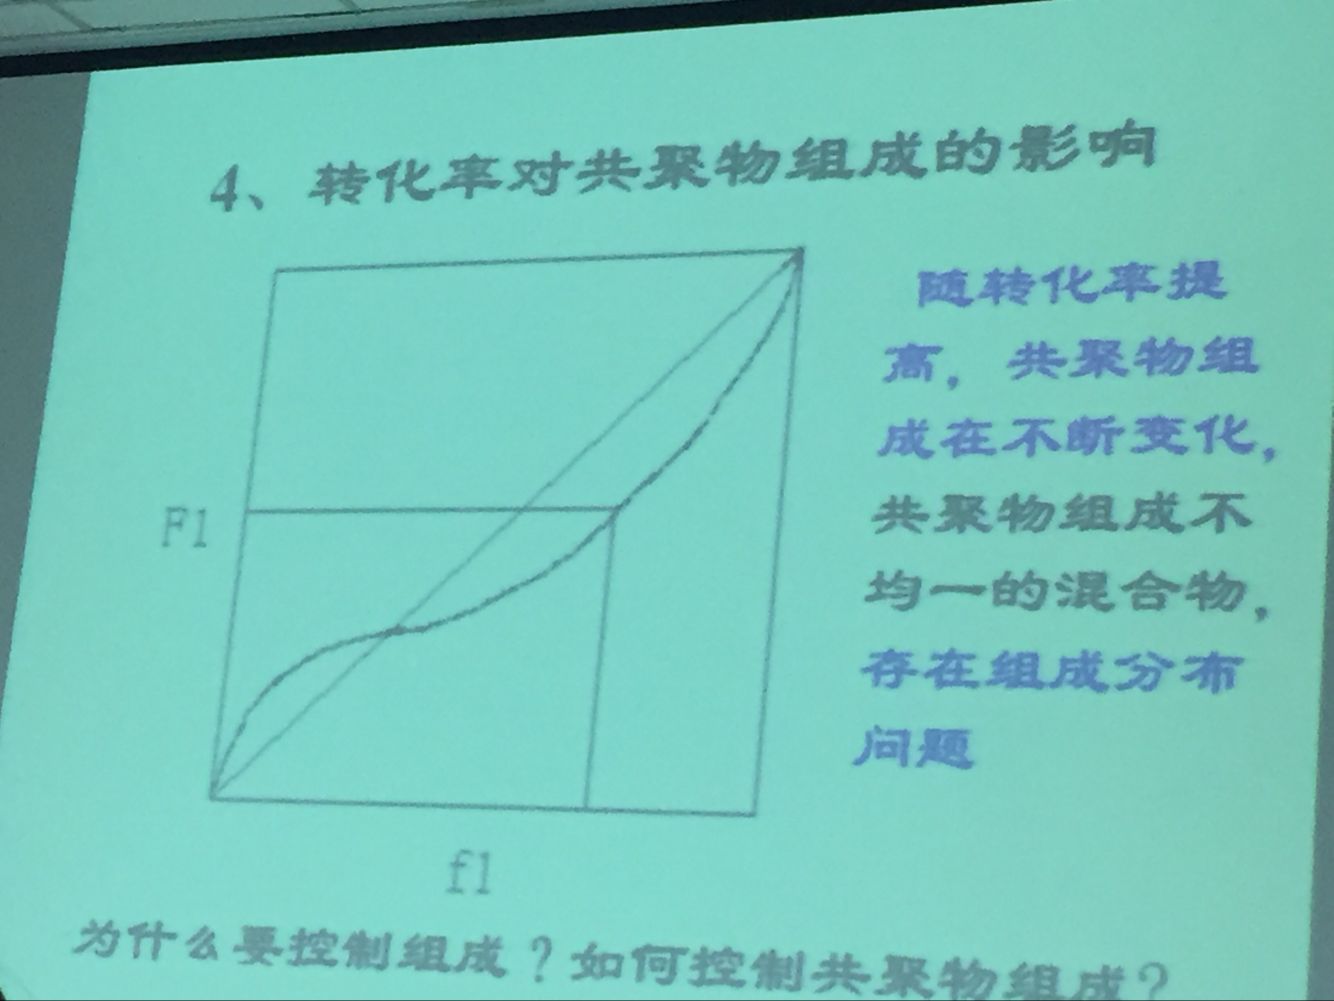 4、转化率对共聚物组成的影响
随转化率提
高，共聚物组
成在不断变化，
共聚物组成不
均一的混合物，
存在组成分布
问题
F1
f1
为什么要控制组成？如何控制共聚物组成？